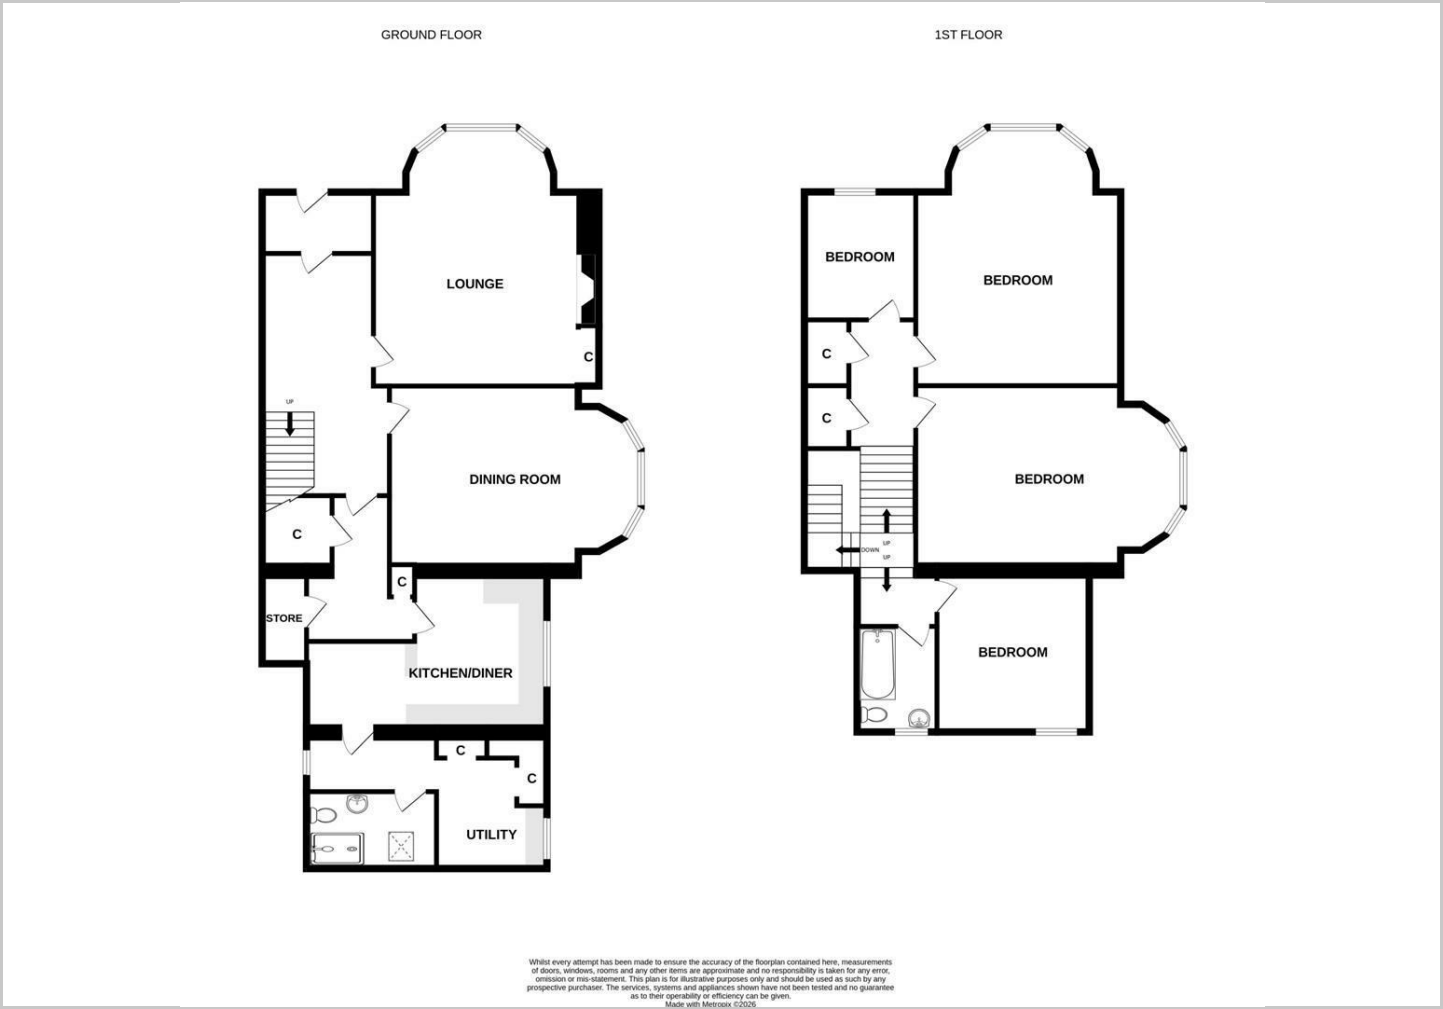 GROUND FLOOR
1ST FLOOR
LOUNGE
C
UP
DINING ROOM
C
C
STORE
KITCHEN/DINER
C
C
UTILITY
BEDROOM
BEDROOM
C
C
BEDROOM
UP
DOWN
UP
BEDROOM
Whilst every attempt has been made to ensure the accuracy of the floorplan contained here, measurements
of doors, windows, rooms and any other items are approximate and no responsibility is taken for any error,
omission or mis-statement. This plan is for illustrative purposes only and should be used as such by any
prospective purchaser. The services, systems and appliances shown have not been tested and no guarantee
as to their operability or efficiency can be given.
Made with Metropix ©2026